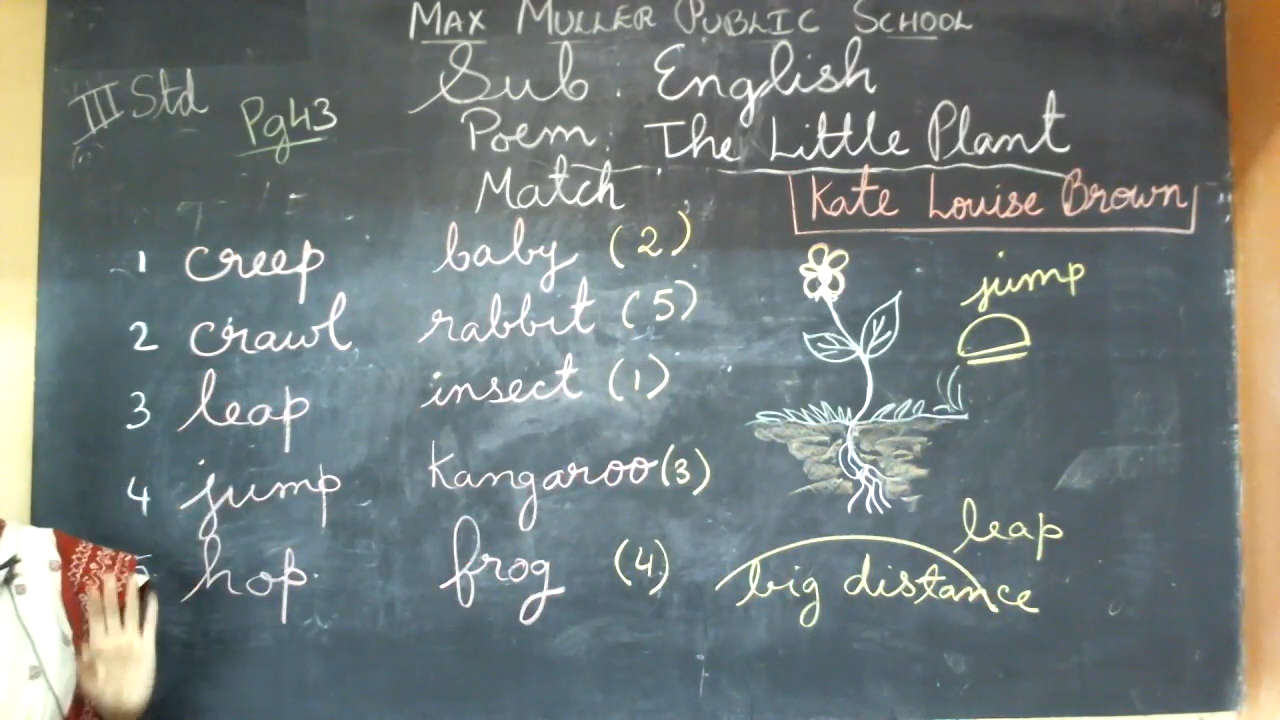 MAX MULLER PUBLIC SCHOOL
III Std Sub. English
Pg 43
Poem: The Little Plant
Match
Kate Louise Brown
1 creep baby (2)
2 crawl rabbit (5)
3 leap insect (1)
4 jump Kangaroo (3)
5 hop. frog (4)
jump
leap
big distance